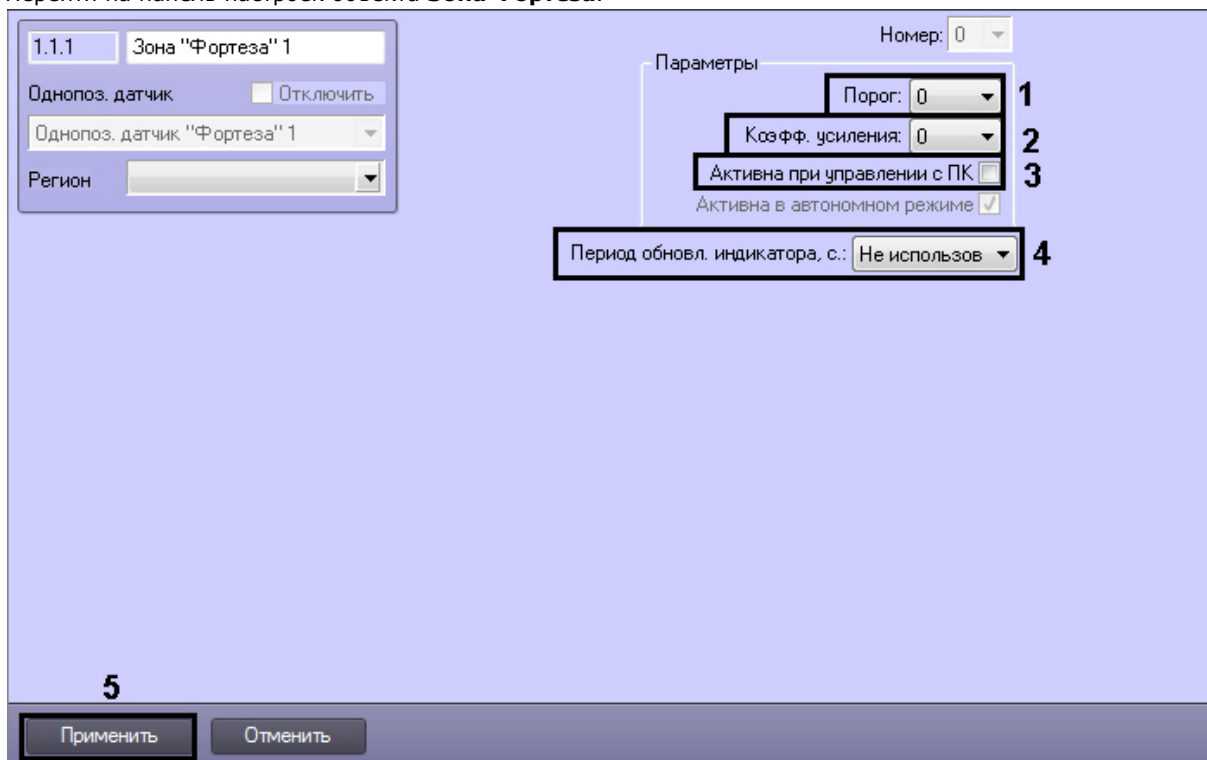 1.1.1 Зона "Фортеза" 1
Однопоз. датчик Отключить
Однопоз. датчик "Фортеза" 1
Регион
Номер: 0
Параметры
Порог: 0 1
Коэфф. усиления: 0 2
Активна при управлении с ПК 3
Активна в автономном режиме
Период обновл. индикатора, с.: Не использов 4
5
Применить Отменить